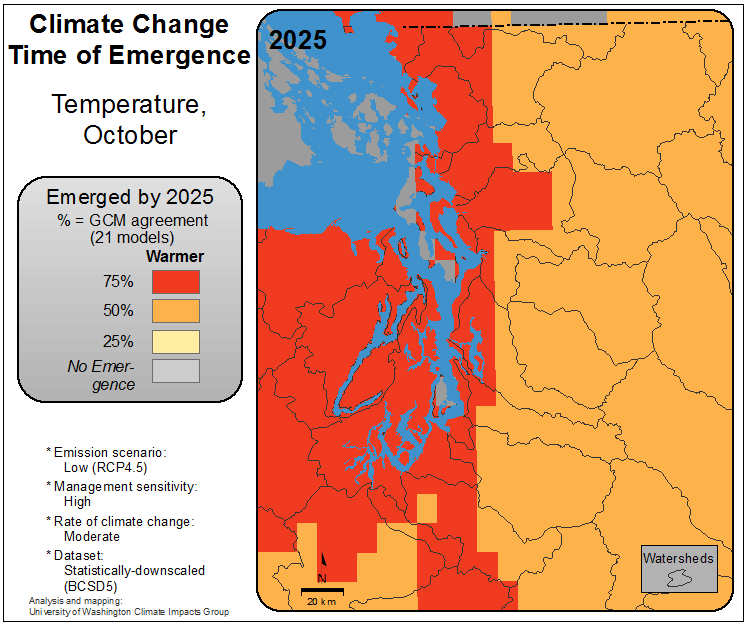 Climate Change
Time of Emergence
Temperature,
October
Emerged by 2025
% = GCM agreement
(21 models)
Warmer
75%
50%
25%
No Emer-
gence
* Emission scenario:
Low (RCP4.5)
* Management sensitivity:
High
* Rate of climate change:
Moderate
* Dataset:
Statistically-downscaled
(BCSD5)
Analysis and mapping:
University of Washington Climate Impacts Group
2025
N
20 km
Watersheds